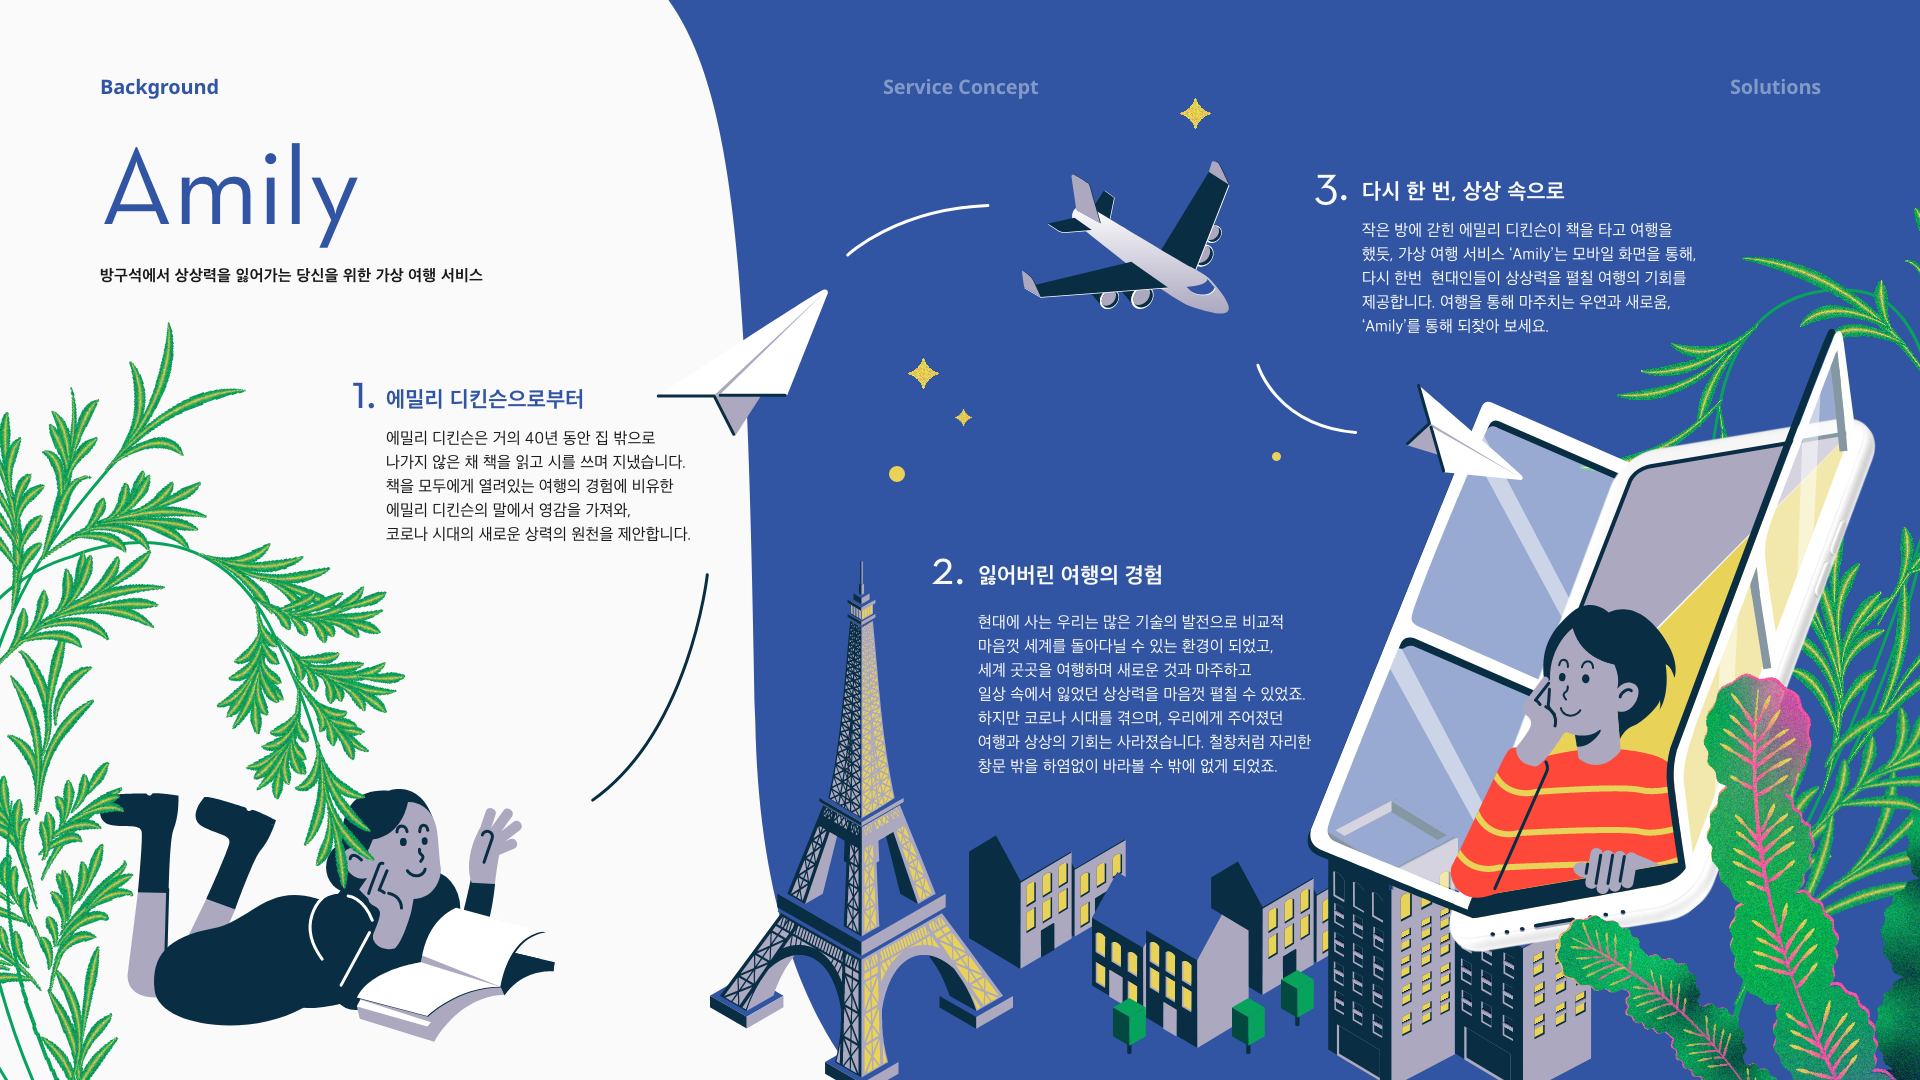 Background
Service Concept
Solutions
Amily
방구석에서 상상력을 잃어가는 당신을 위한 가상 여행 서비스
1. 에밀리 디킨슨으로부터
에밀리 디킨슨은 거의 40년 동안 집 밖으로
나가지 않은 채 책을 읽고 시를 쓰며 지냈습니다.
책을 모두에게 열려있는 여행의 경험에 비유한
에밀리 디킨슨의 말에서 영감을 가져와,
코로나 시대의 새로운 상력의 원천을 제안합니다.
2. 잃어버린 여행의 경험
현대에 사는 우리는 많은 기술의 발전으로 비교적
마음껏 세계를 돌아다닐 수 있는 환경이 되었고,
세계 곳곳을 여행하며 새로운 것과 마주하고
일상 속에서 잃었던 상상력을 마음껏 펼칠 수 있었죠.
하지만 코로나 시대를 겪으며, 우리에게 주어졌던
여행과 상상의 기회는 사라졌습니다. 철창처럼 자리한
창문 밖을 하염없이 바라볼 수 밖에 없게 되었죠.
3. 다시 한 번, 상상 속으로
작은 방에 갇힌 에밀리 디킨슨이 책을 타고 여행을
했듯, 가상 여행 서비스 ‘Amily’는 모바일 화면을 통해,
다시 한번  현대인들이 상상력을 펼칠 여행의 기회를
제공합니다. 여행을 통해 마주치는 우연과 새로움,
‘Amily’를 통해 되찾아 보세요.